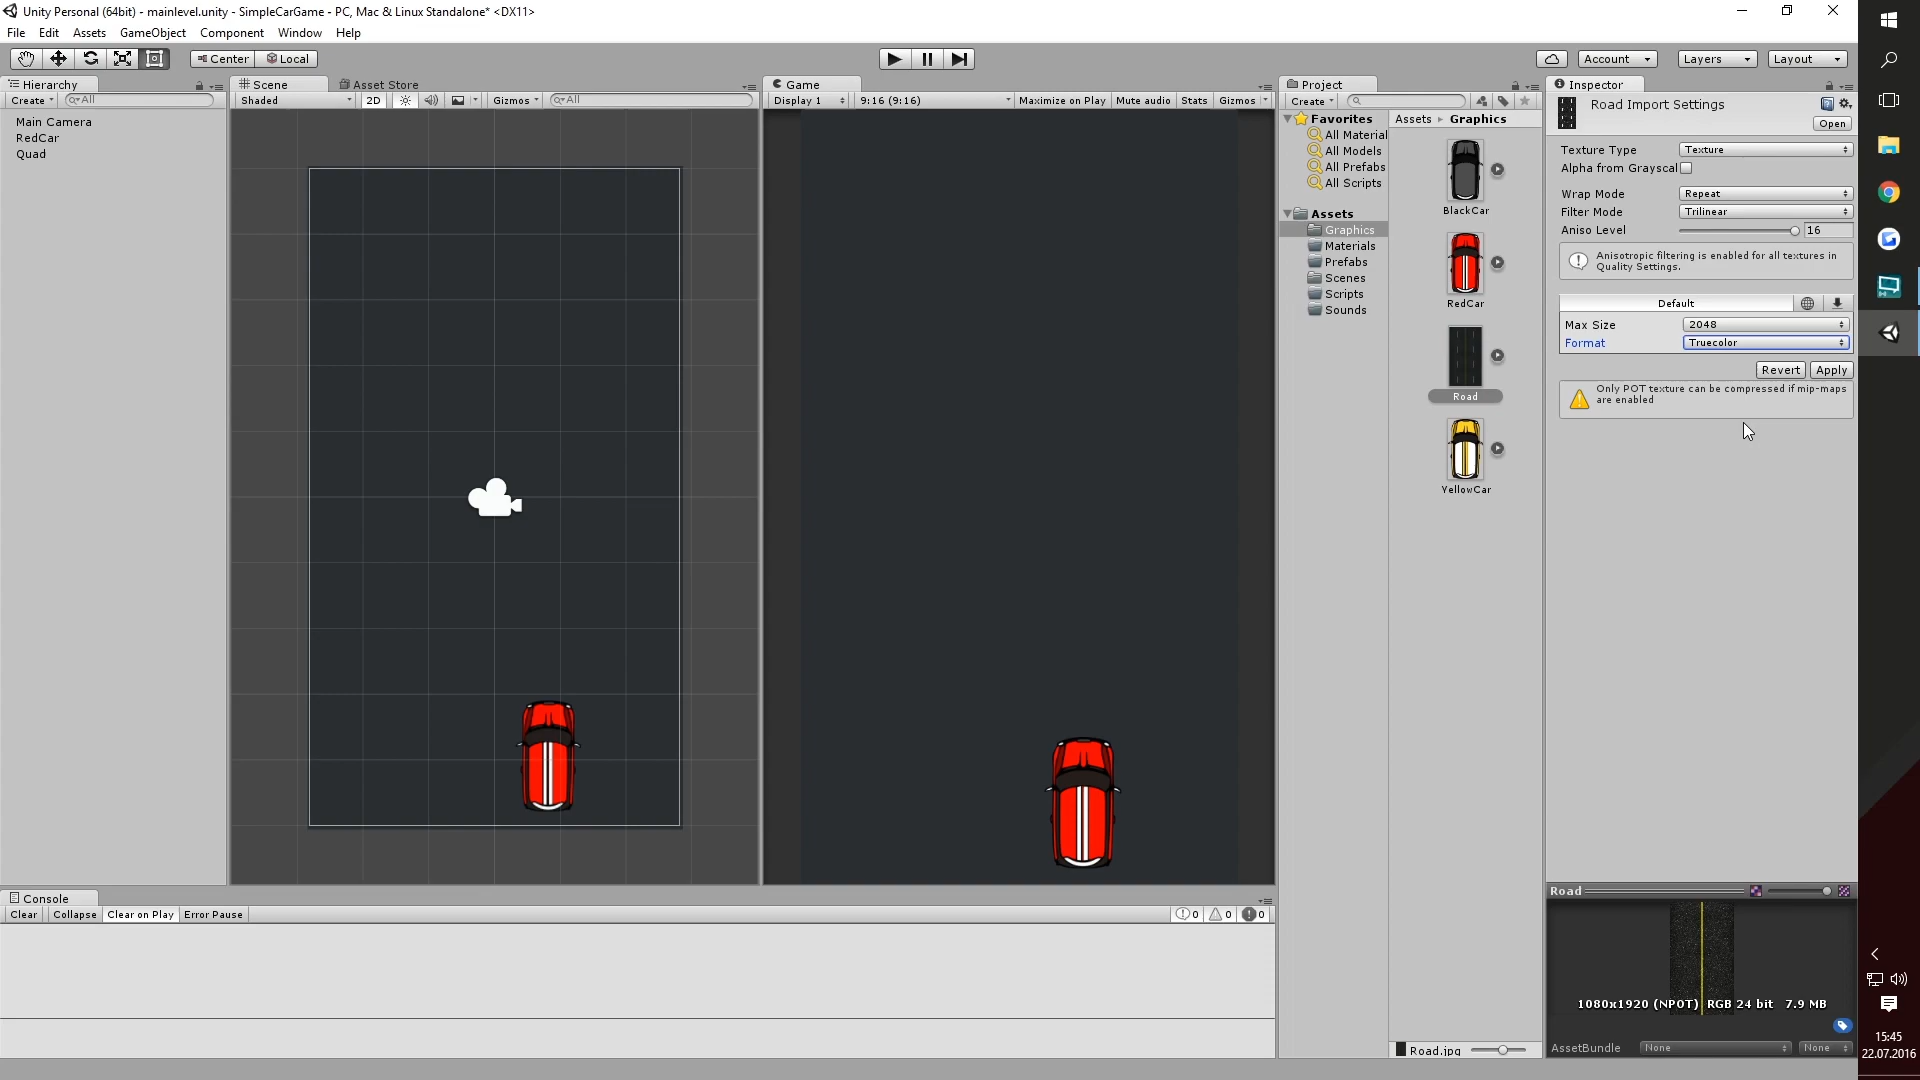 Unity Personal (64bit) - mainlevel.unity - SimpleCarGame - PC, Mac & Linux Standalone* <DX11>
File Edit Assets GameObject Component Window Help
Center Local Account Layers Layout
Hierarchy
Create All
Main Camera
RedCar
Quad
Scene Asset Store
Shaded 2D Gizmos All
Game
Display 1 9:16 (9:16) Maximize on Play Mute audio Stats Gizmos
Project
Create
Favorites
All Material
All Models
All Prefabs
All Scripts
Assets
Graphics
Materials
Prefabs
Scenes
Scripts
Sounds
Assets Graphics
BlackCar
RedCar
Road
YellowCar
Road.jpg
Inspector
Road Import Settings
Open
Texture Type Texture
Alpha from Grayscal
Wrap Mode Repeat
Filter Mode Trilinear
Aniso Level 16
Anisotropic filtering is enabled for all textures in
Quality Settings.
Default
Max Size 2048
Format Truecolor
Revert Apply
Only POT texture can be compressed if mip-maps
are enabled
Road
1080x1920 (NPOT) RGB 24 bit 7.9 MB
AssetBundle None None
Console
Clear Collapse Clear on Play Error Pause 0 0 0
15:45
22.07.2016